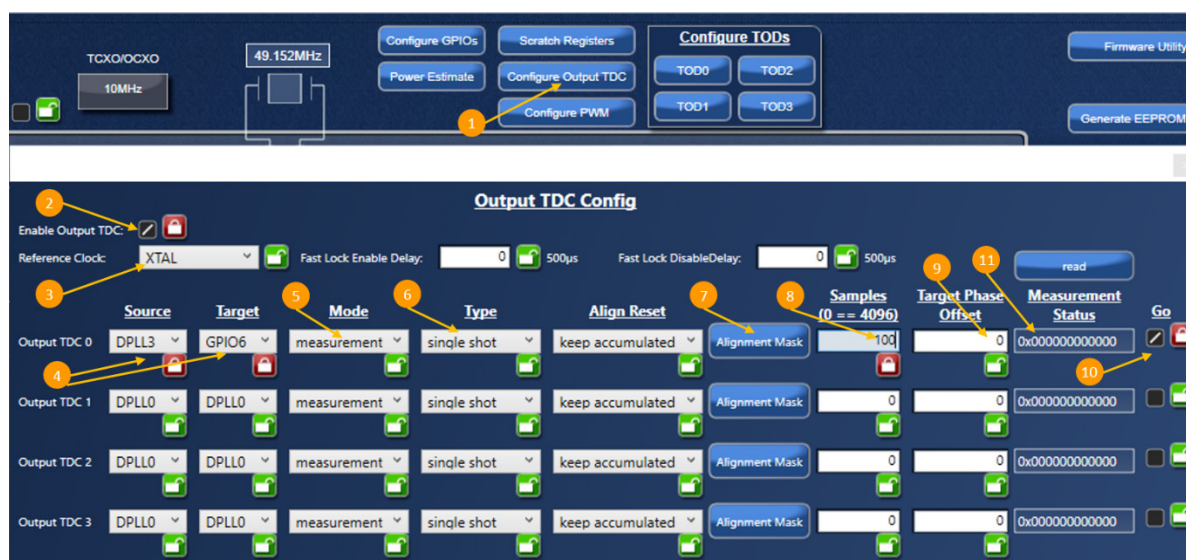 Configure GPIOs
Scratch Registers
Configure TODs
Firmware Utility
TCXO/OCXO
49.152MHz
Power Estimate
Configure Output TDC
TOD0
TOD2
10MHz
1
Configure PWM
TOD1
TOD3
Generate EEPROM
Output TDC Config
2
Enable Output TDC:
Reference Clock:
XTAL
Fast Lock Enable Delay:
0
500µs
Fast Lock DisableDelay:
0
500µs
read
3
5
6
7
8
9
11
Source
Target
Mode
Type
Align Reset
Samples
(0 == 4096)
Target Phase
Offset
Measurement
Status
Go
Output TDC 0
DPLL3
GPIO6
measurement
single shot
keep accumulated
Alignment Mask
100
0
0x000000000000
4
10
Output TDC 1
DPLL0
DPLL0
measurement
single shot
keep accumulated
Alignment Mask
0
0
0x000000000000
Output TDC 2
DPLL0
DPLL0
measurement
single shot
keep accumulated
Alignment Mask
0
0
0x000000000000
Output TDC 3
DPLL0
DPLL0
measurement
single shot
keep accumulated
Alignment Mask
0
0
0x000000000000